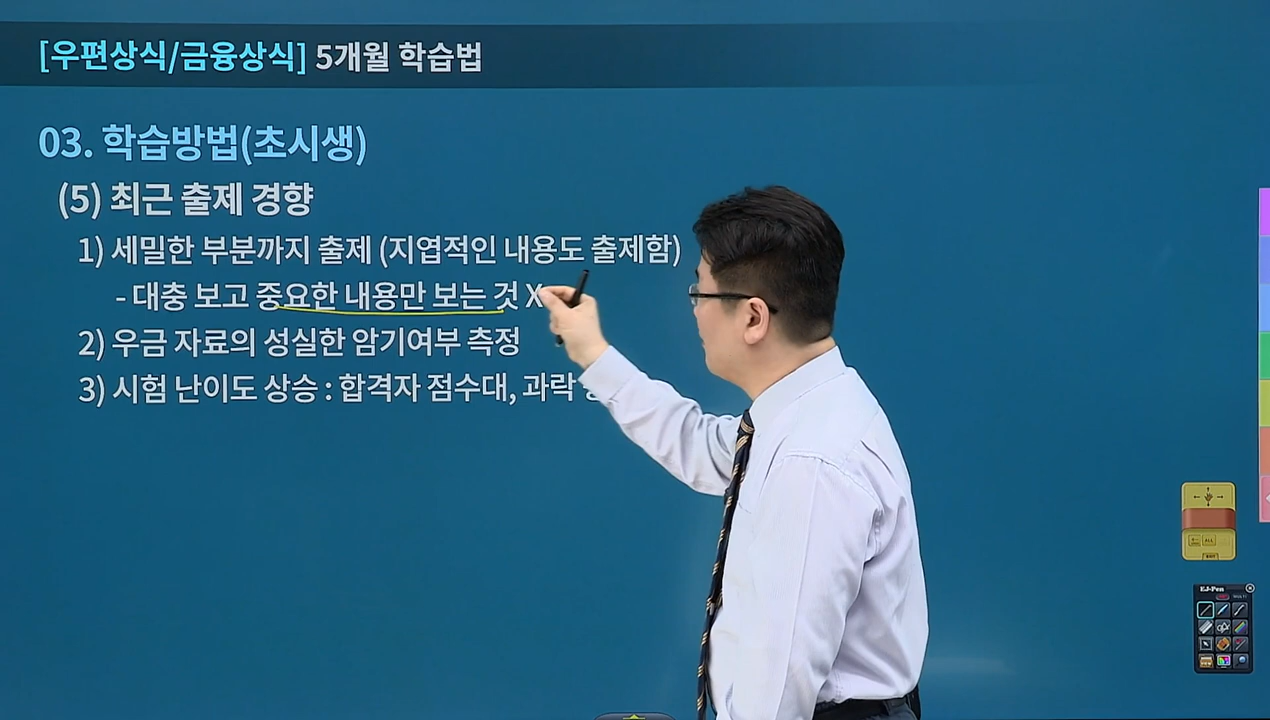 [우편상식/금융상식] 5개월 학습법
03. 학습방법(초시생)
(5) 최근 출제 경향
1) 세밀한 부분까지 출제 (지엽적인 내용도 출제함)
- 대충 보고 중요한 내용만 보는 것 X
2) 우금 자료의 성실한 암기여부 측정
3) 시험 난이도 상승 : 합격자 점수대, 과락
ALL
EJ-Pen